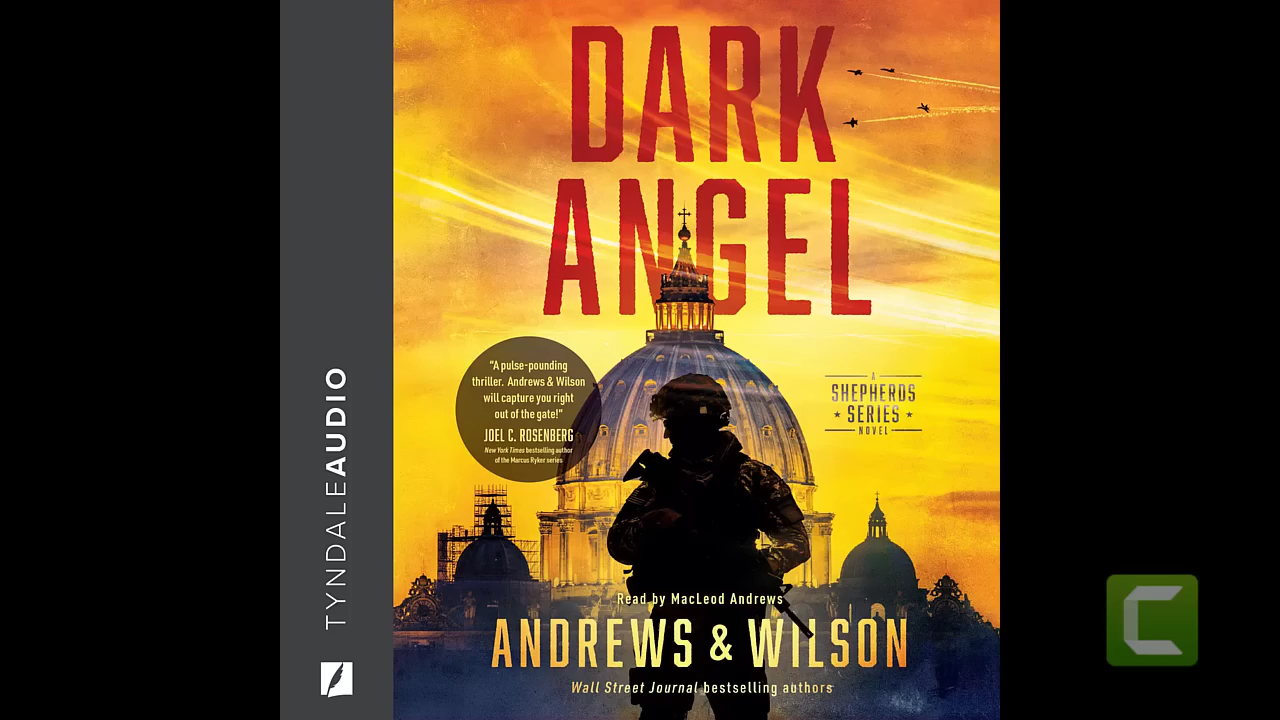 TYNDALEAUDIO
DARK
ANGEL
"A pulse-pounding
thriller. Andrews & Wilson
will capture you right
out of the gate!"
JOEL C. ROSENBERG
New York Times bestselling author
of the Marcus Ryker series
A
SHEPHERDS
SERIES
NOVEL
Read by MacLeod Andrews
ANDREWS & WILSON
Wall Street Journal bestselling authors
C